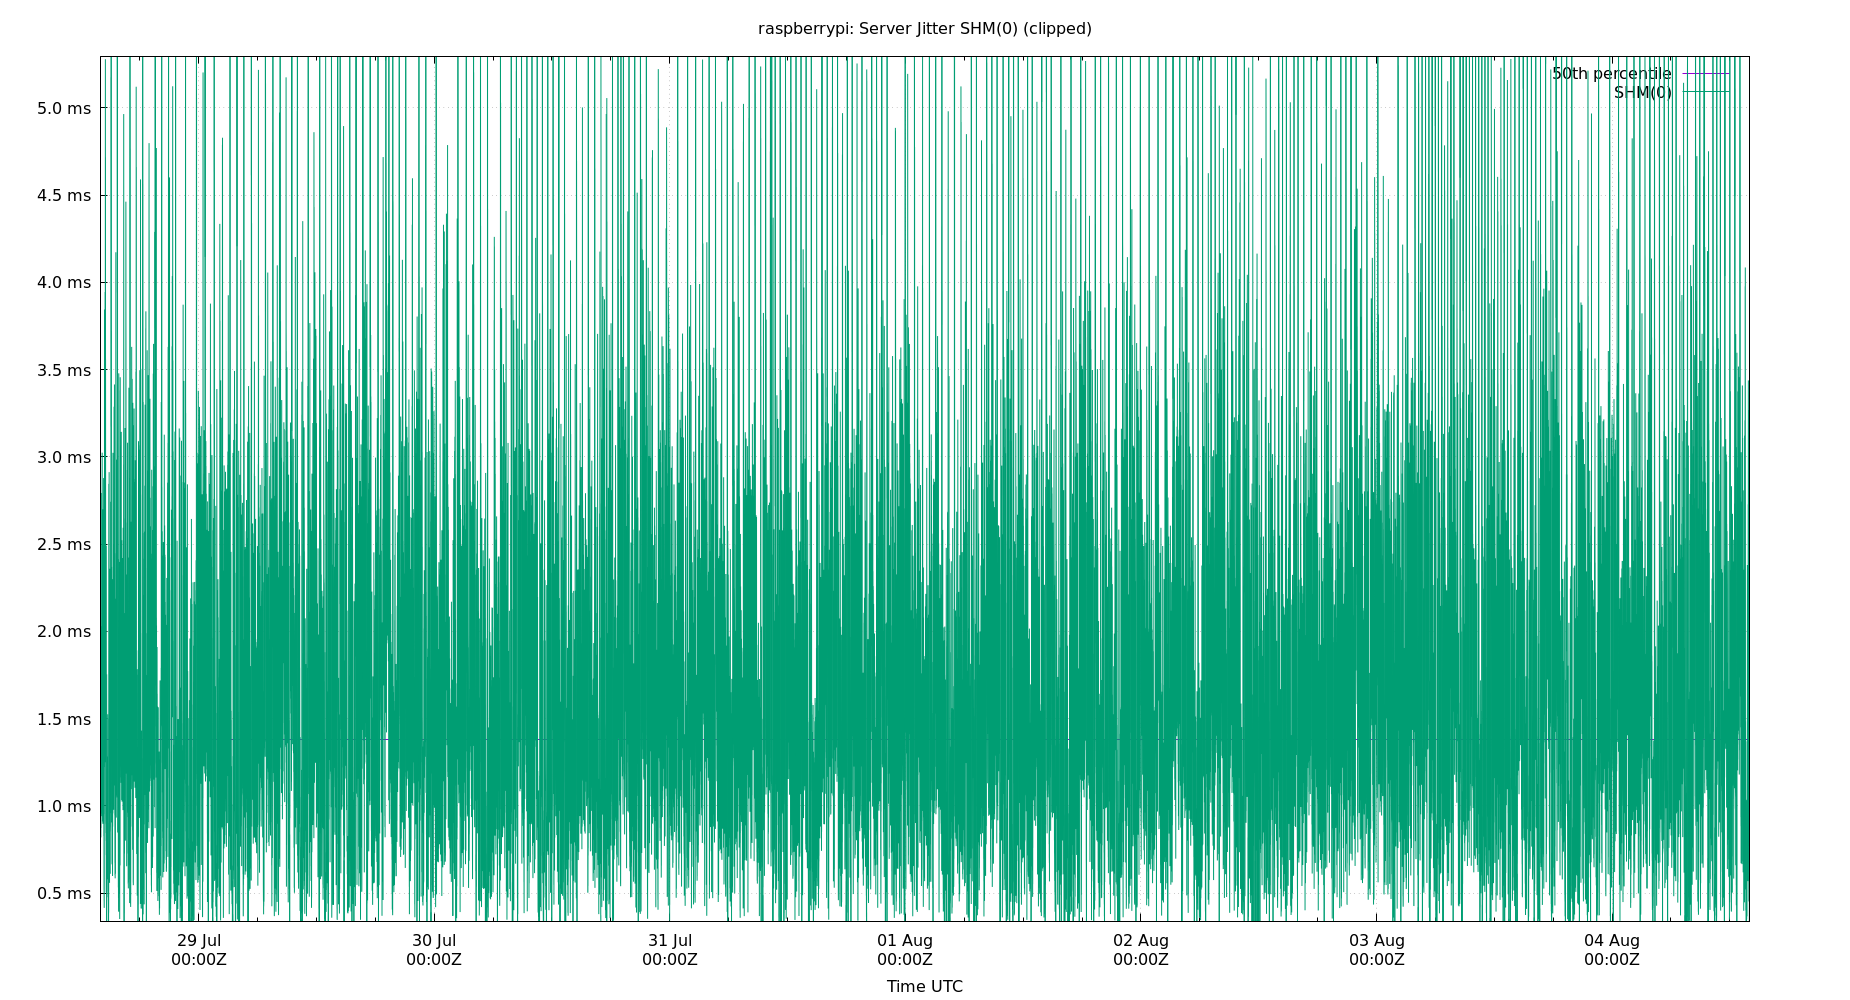 raspberrypi: Server Jitter SHM(0) (clipped)
50th percentile
SHM(0)
5.0 ms
4.5 ms
4.0 ms
3.5 ms
3.0 ms
2.5 ms
2.0 ms
1.5 ms
1.0 ms
0.5 ms
29 Jul 30 Jul 31 Jul 01 Aug 02 Aug 03 Aug 04 Aug
00:00Z 00:00Z 00:00Z 00:00Z 00:00Z 00:00Z 00:00Z
Time UTC